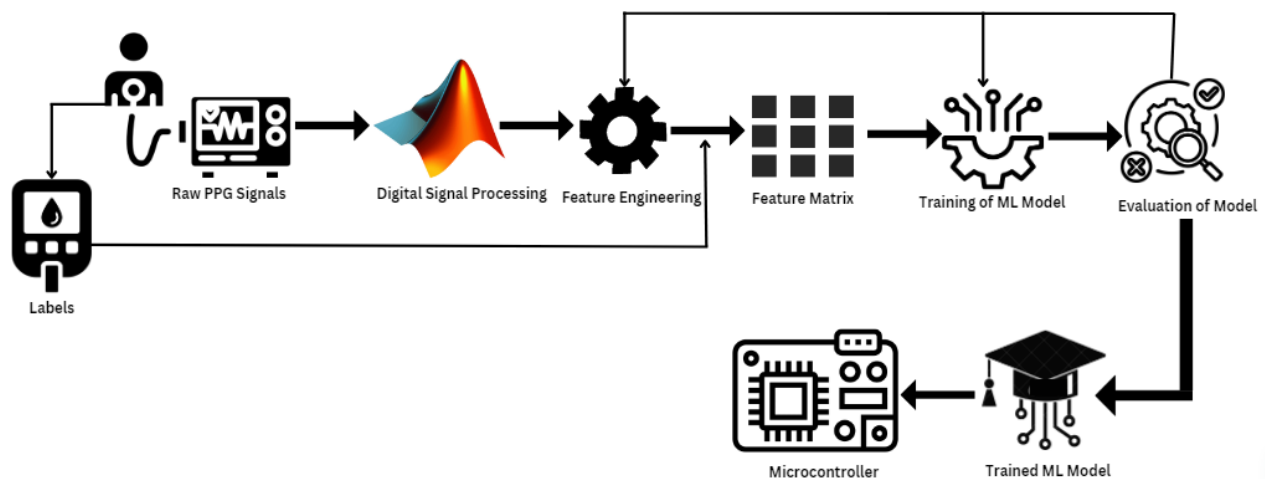 Raw PPG Signals
Digital Signal Processing
Feature Engineering
Feature Matrix
Training of ML Model
Evaluation of Model
Labels
Microcontroller
Trained ML Model